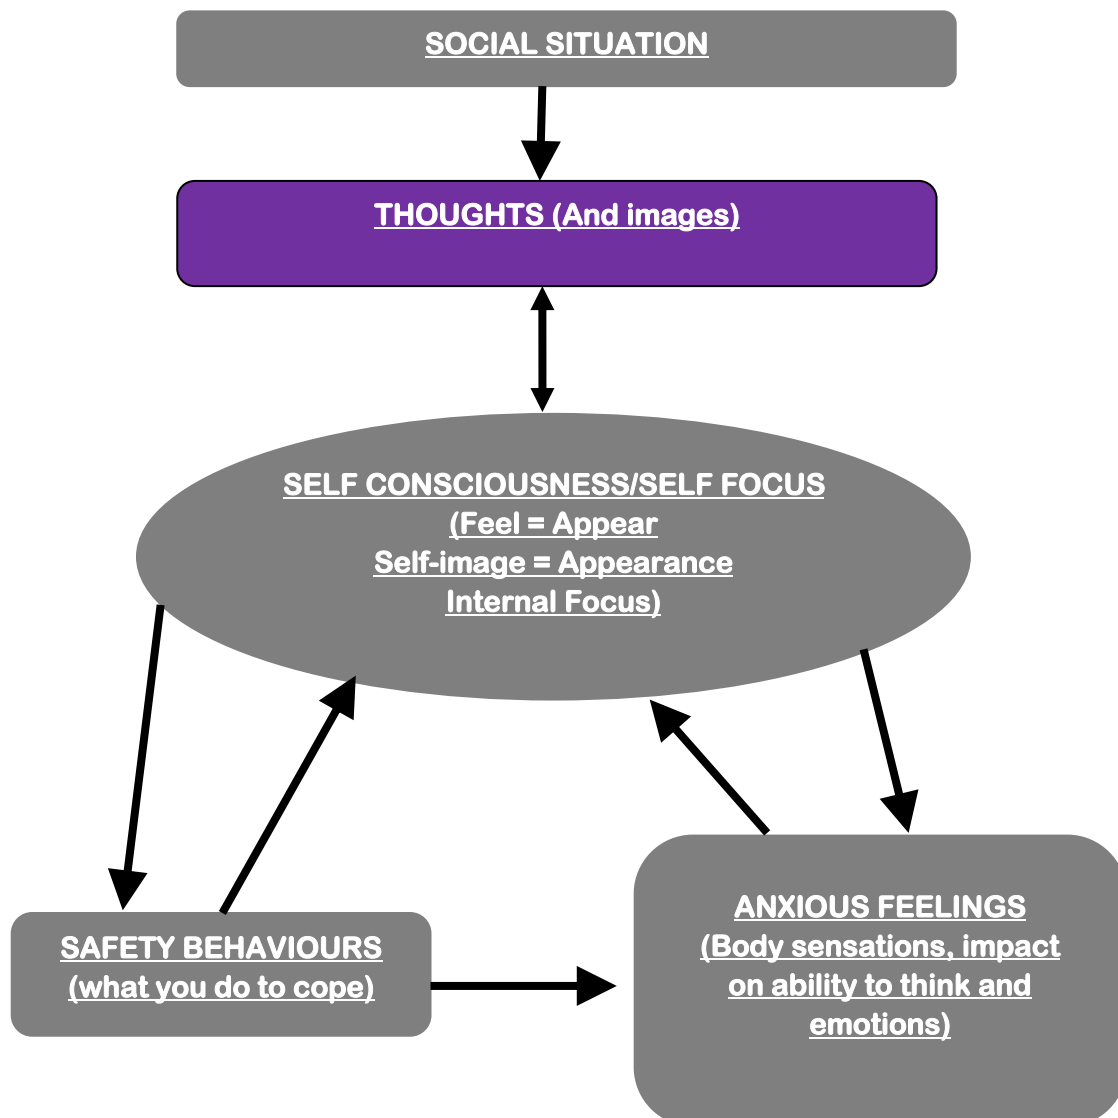 SOCIAL SITUATION
THOUGHTS (And images)
SELF CONSCIOUSNESS/SELF FOCUS
(Feel = Appear
Self-image = Appearance
Internal Focus)
SAFETY BEHAVIOURS
(what you do to cope)
ANXIOUS FEELINGS
(Body sensations, impact
on ability to think and
emotions)